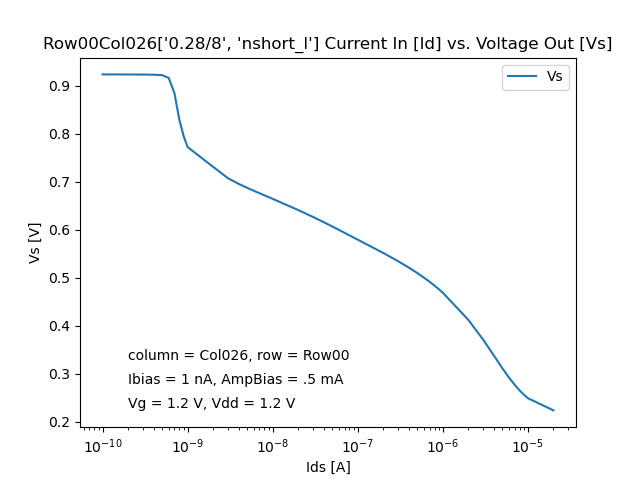 Row00Col026['0.28/8', 'nshort_l'] Current In [Id] vs. Voltage Out [Vs]
Vs
0.9
0.8
0.7
0.6
0.5
0.4
0.3
0.2
Vs [V]
column = Col026, row = Row00
Ibias = 1 nA, AmpBias = .5 mA
Vg = 1.2 V, Vdd = 1.2 V
10⁻¹⁰ 10⁻⁹ 10⁻⁸ 10⁻⁷ 10⁻⁶ 10⁻⁵
Ids [A]